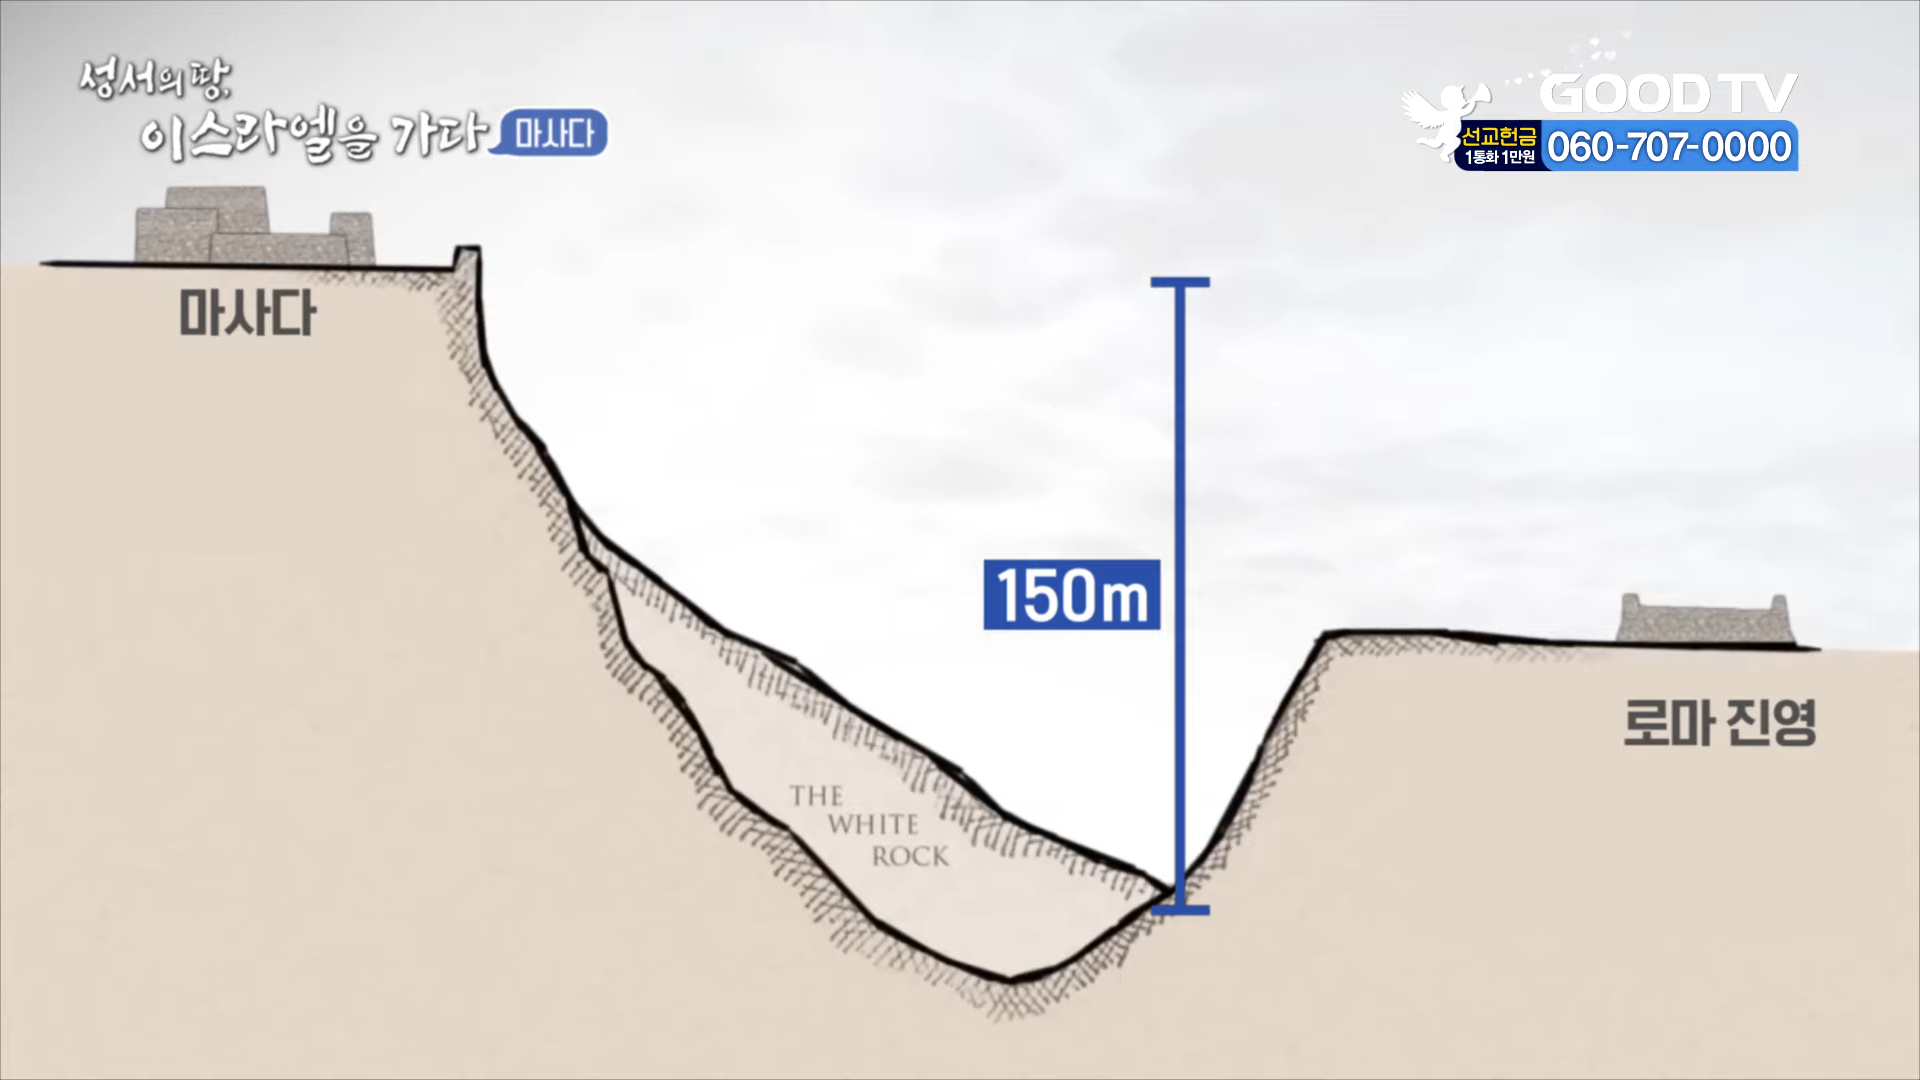 성서의 땅,
이스라엘을 가다 마사다
GOODTV
선교헌금
1통화 1만원
060-707-0000
마사다
150m
로마 진영
THE
WHITE
ROCK